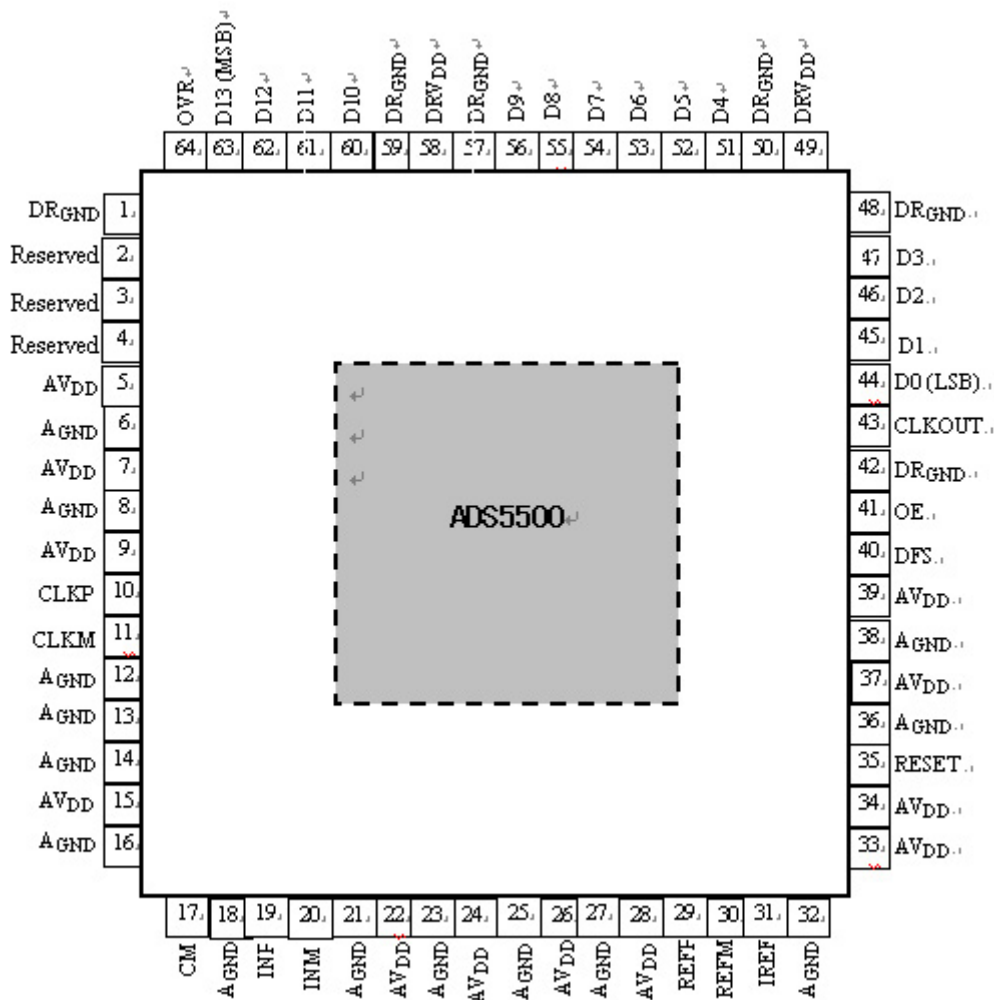 OVR
D13 (MSB)
D12
D11
D10
DRGND
DRVDD
DRGND
D9
D8
D7
D6
D5
D4
DRGND
DRVDD
64 63 62 61 60 59 58 57 56 55 54 53 52 51 50 49
DRGND 1
Reserved 2
Reserved 3
Reserved 4
AVDD 5
AGND 6
AVDD 7
AGND 8
AVDD 9
CLKP 10
CLKM 11
AGND 12
AGND 13
AGND 14
AVDD 15
AGND 16
ADS5500
48 DRGND
47 D3
46 D2
45 D1
44 D0 (LSB)
43 CLKOUT
42 DRGND
41 OE
40 DFS
39 AVDD
38 AGND
37 AVDD
36 AGND
35 RESET
34 AVDD
33 AVDD
17 18 19 20 21 22 23 24 25 26 27 28 29 30 31 32
CM
AGND
INP
INM
AGND
AVDD
AGND
AVDD
AGND
AVDD
AGND
AVDD
REFP
REFM
IREF
AGND